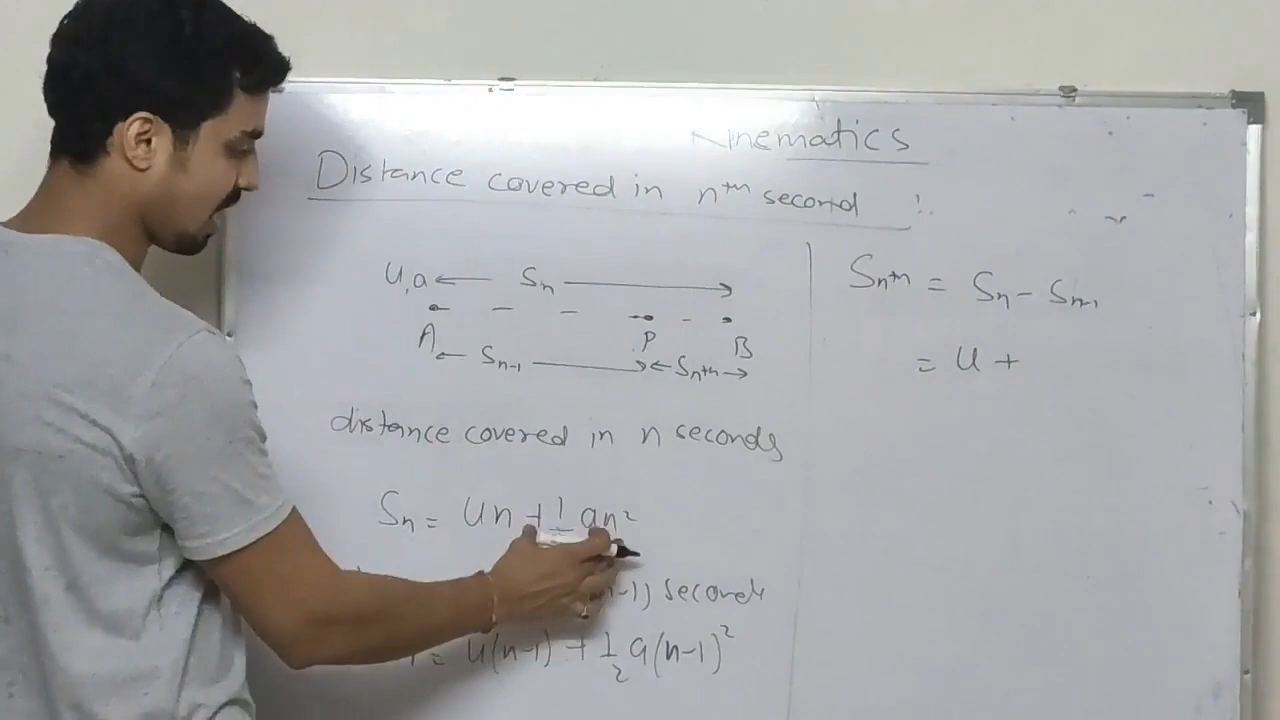 Kinematics
Distance covered in nth second :.
u,a ← Sn →
A P B
← Sn-1 → ← Snth →
distance covered in n seconds
Sn = un + 1/2 an²
(n-1) seconds
= u(n-1) + 1/2 a(n-1)²
Snth = Sn - Sn-1
= u +